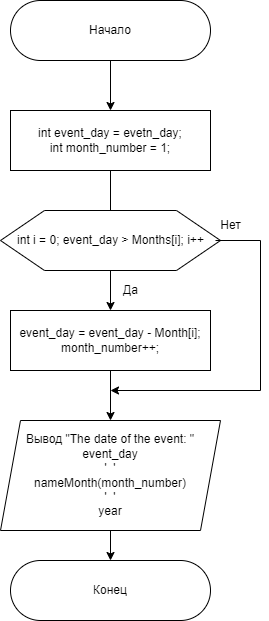 Начало
int event_day = evetn_day;
int month_number = 1;
int i = 0; event_day > Months[i]; i++
Нет
Да
event_day = event_day - Month[i];
month_number++;
Вывод "The date of the event: "
event_day
' '
nameMonth(month_number)
' '
year
Конец